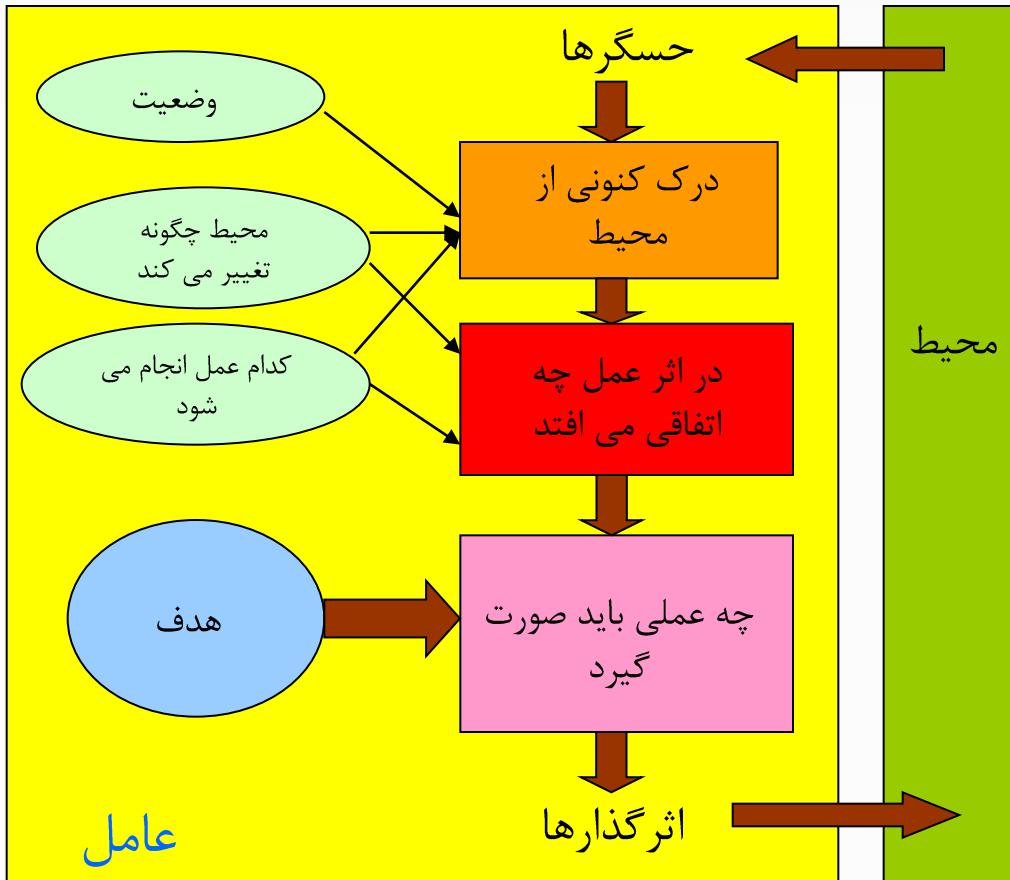 حسگرها
وضعیت
درک کنونی از
محیط
محیط چگونه
تغییر می کند
محیط
کدام عمل انجام می
شود
در اثر عمل چه
اتفاقی می افتد
هدف
چه عملی باید صورت
گیرد
اثرگذارها
عامل